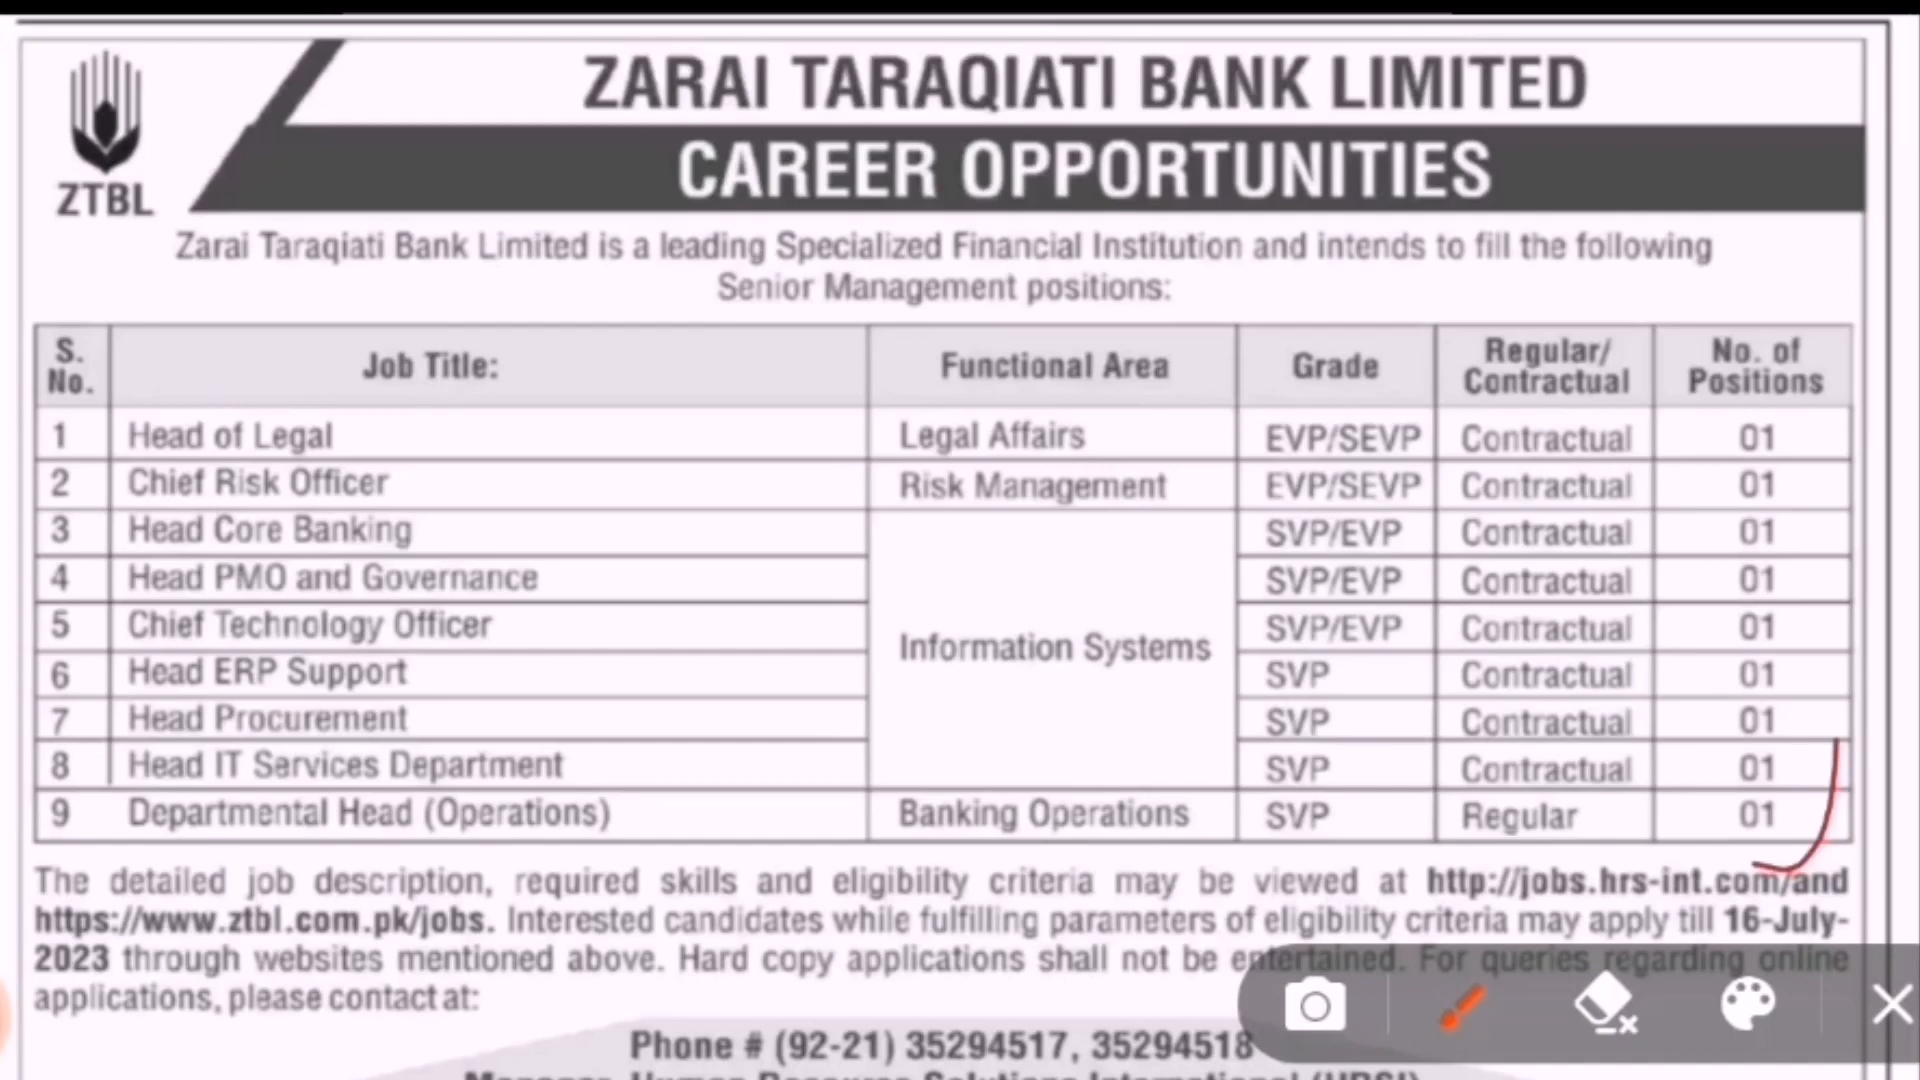 ZARAI TARAQIATI BANK LIMITED
CAREER OPPORTUNITIES
ZTBL
Zarai Taraqiati Bank Limited is a leading Specialized Financial Institution and intends to fill the following
Senior Management positions:
S. No. Job Title: Functional Area Grade Regular/ Contractual No. of Positions
1 Head of Legal Legal Affairs EVP/SEVP Contractual 01
2 Chief Risk Officer Risk Management EVP/SEVP Contractual 01
3 Head Core Banking SVP/EVP Contractual 01
4 Head PMO and Governance SVP/EVP Contractual 01
5 Chief Technology Officer Information Systems SVP/EVP Contractual 01
6 Head ERP Support SVP Contractual 01
7 Head Procurement SVP Contractual 01
8 Head IT Services Department SVP Contractual 01
9 Departmental Head (Operations) Banking Operations SVP Regular 01
The detailed job description, required skills and eligibility criteria may be viewed at http://jobs.hrs-int.com/and
https://www.ztbl.com.pk/jobs. Interested candidates while fulfilling parameters of eligibility criteria may apply till 16-July-
2023 through websites mentioned above. Hard copy applications shall not be entertained. For queries regarding online
applications, please contact at:
Phone # (92-21) 35294517, 35294518
Manager, Human Resource Solutions International (HRSI)